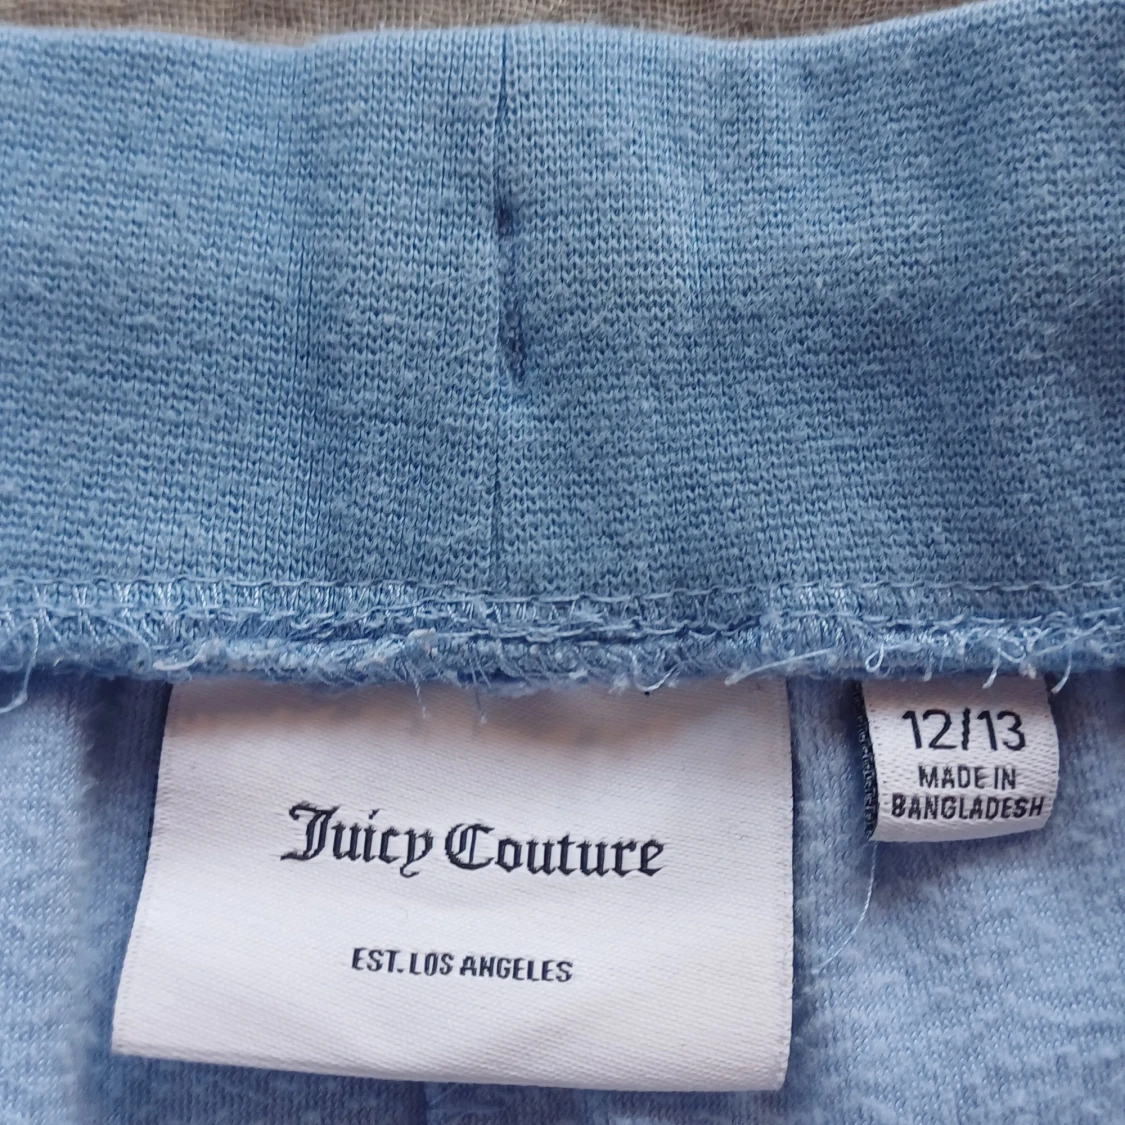 Juicy Couture
EST. LOS ANGELES
12/13
MADE IN
BANGLADESH